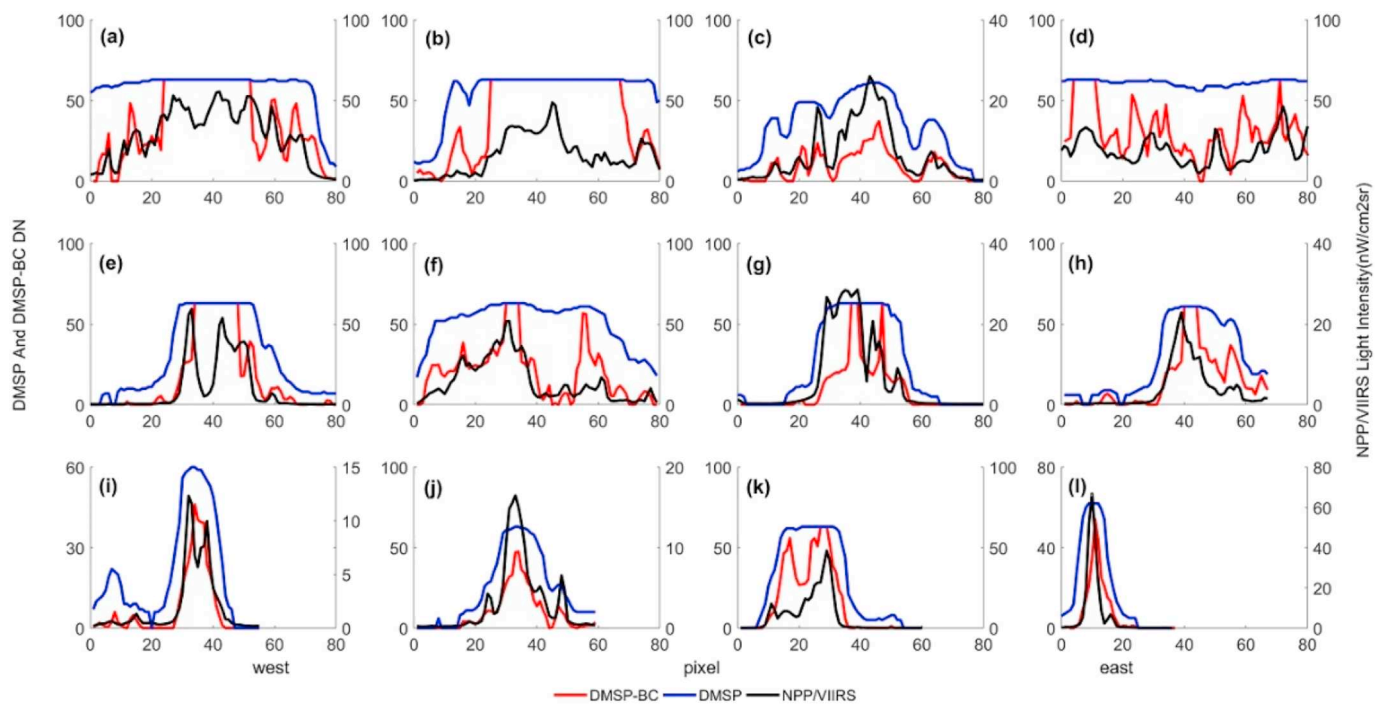 100 100 100 100 40 100 100
(a) (b) (c) (d)
50 50 50 50 20 50 50
0 0 0 0 0 0 0
0 20 40 60 80 0 20 40 60 80 0 20 40 60 80 0 20 40 60 80
100 100 100 100 40 100 40
(e) (f) (g) (h)
50 50 50 50 20 50 20
0 0 0 0 0 0 0
0 20 40 60 80 0 20 40 60 80 0 20 40 60 80 0 20 40 60 80
60 15 100 20 100 100 80 80
(i) (j) (k) (l)
10 60
30 50 10 50 50 40 40
5 20
0 0 0 0 0 0 0 0
0 20 40 60 80 0 20 40 60 80 0 20 40 60 80 0 20 40 60 80
west pixel east
DMSP And DMSP-BC DN
NPP/VIIRS Light Intensity(nW/cm2sr)
DMSP-BC DMSP NPP/VIIRS